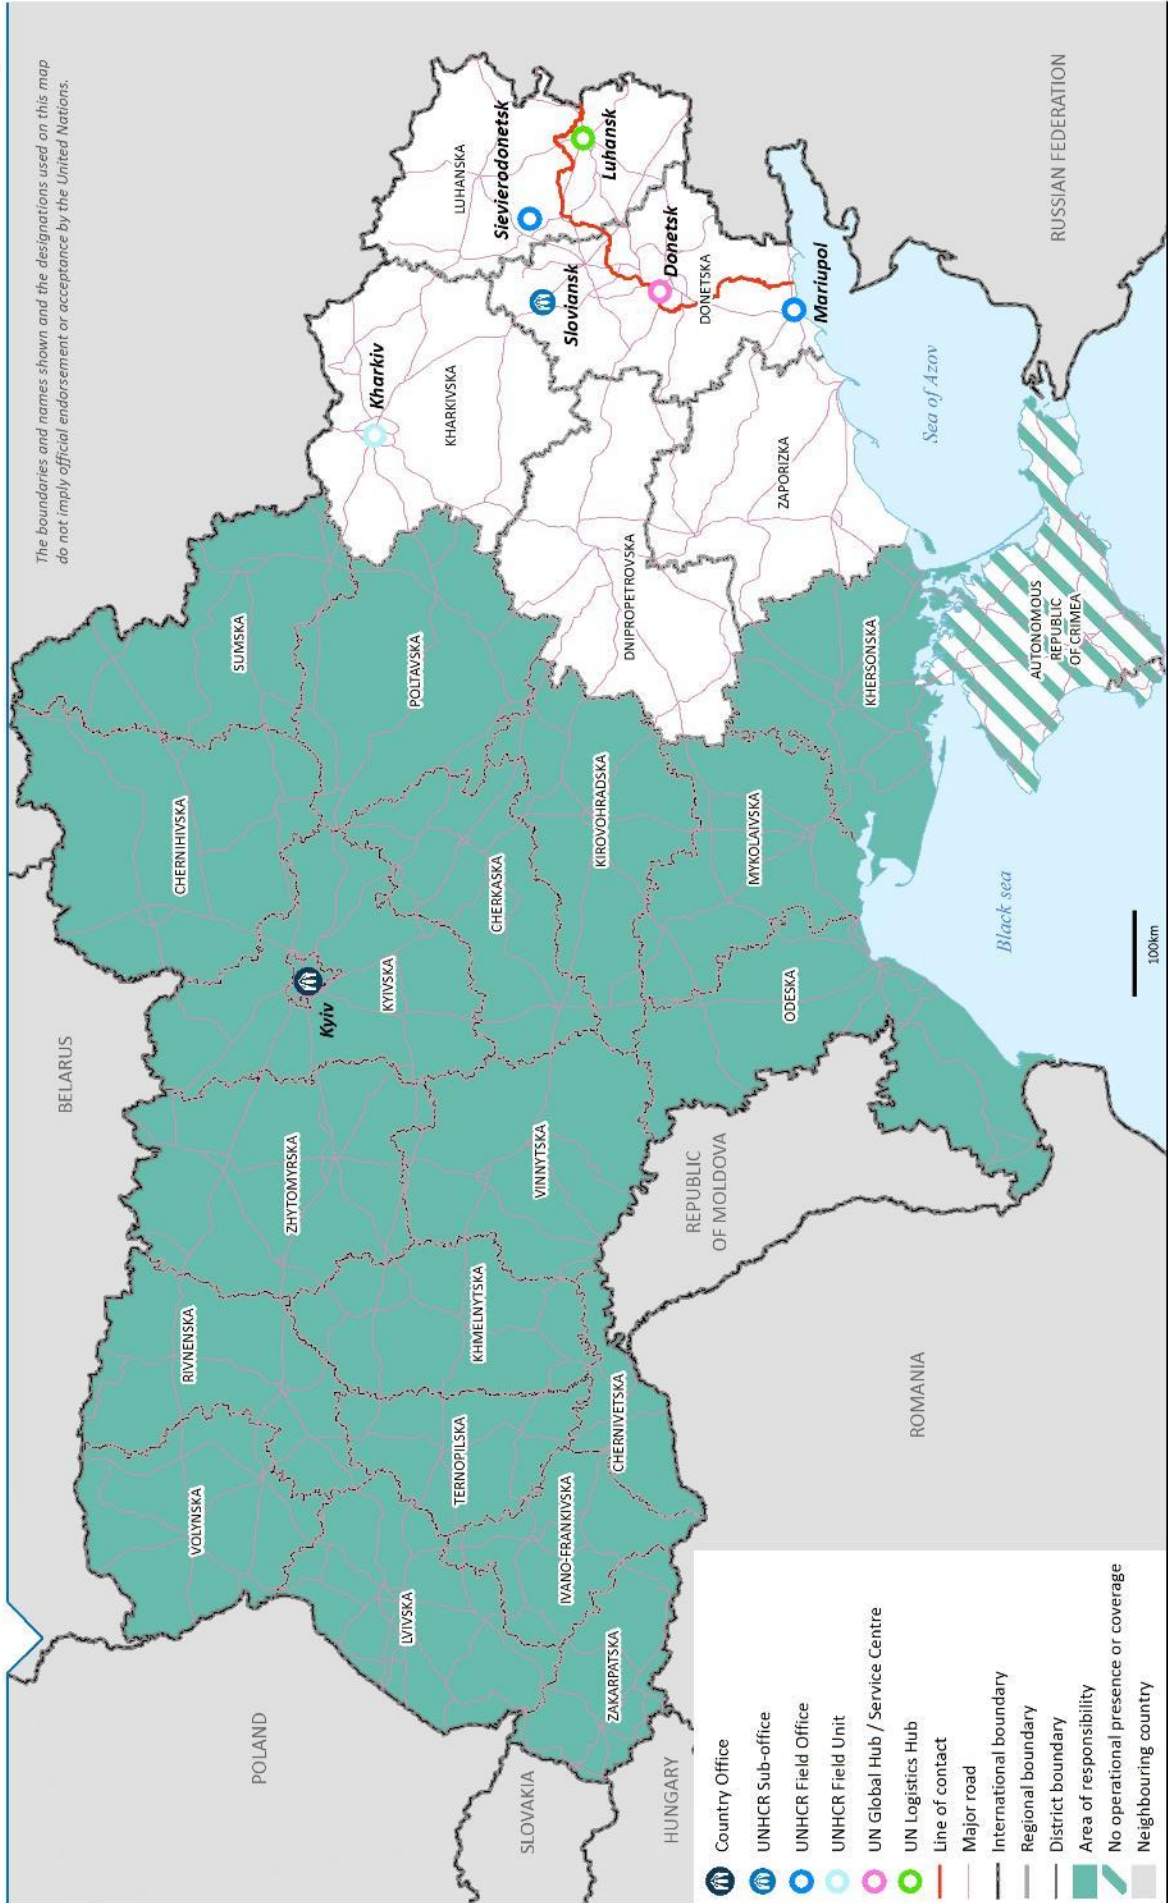 The boundaries and names shown and the designations used on this map
do not imply official endorsement or acceptance by the United Nations.
BELARUS
POLAND
SLOVAKIA
HUNGARY
ROMANIA
REPUBLIC
OF MOLDOVA
RUSSIAN FEDERATION
Black sea
Sea of Azov
VOLYNSKA
RIVNENSKA
ZHYTOMYRSKA
Kyiv
KYIVSKA
CHERNIHIVSKA
SUMSKA
LVIVSKA
TERNOPILSKA
KHMELNYTSKA
VINNYTSKA
CHERKASKA
POLTAVSKA
Kharkiv
KHARKIVSKA
LUHANSKA
Sievierodonetsk
Luhansk
Sloviansk
Donetsk
DONETSKA
Mariupol
ZAKARPATSKA
IVANO-FRANKIVSKA
CHERNIVETSKA
KIROVOHRADSKA
DNIPROPETROVSKA
ZAPORIZKA
ODESKA
MYKOLAIVSKA
KHERSONSKA
AUTONOMOUS
REPUBLIC
OF CRIMEA
Country Office
UNHCR Sub-office
UNHCR Field Office
UNHCR Field Unit
UN Global Hub / Service Centre
UN Logistics Hub
Line of contact
Major road
International boundary
Regional boundary
District boundary
Area of responsibility
No operational presence or coverage
Neighbouring country
100km